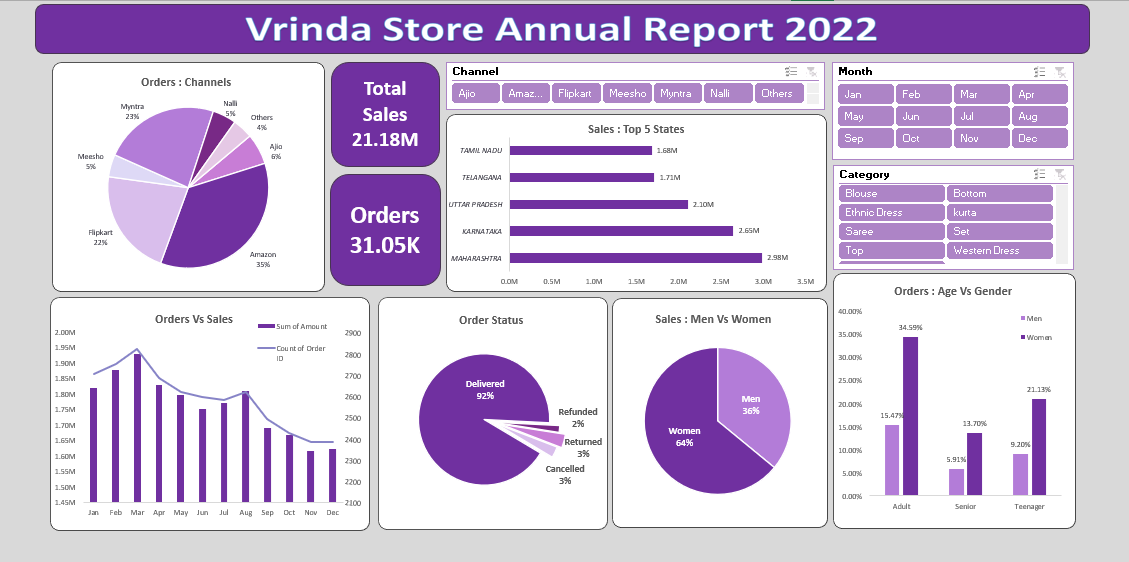 Vrinda Store Annual Report 2022
Orders : Channels
Nalli
5%
Myntra
23%
Others
4%
Ajio
6%
Meesho
5%
Flipkart
22%
Amazon
35%
Total
Sales
21.18M
Orders
31.05K
Channel
Ajio Amaz... Flipkart Meesho Myntra Nalli Others
Sales : Top 5 States
TAMIL NADU 1.68M
TELANGANA 1.71M
UTTAR PRADESH 2.10M
KARNATAKA 2.65M
MAHARASHTRA 2.98M
0.0M 0.5M 1.0M 1.5M 2.0M 2.5M 3.0M 3.5M
Month
Jan Feb Mar Apr
May Jun Jul Aug
Sep Oct Nov Dec
Category
Blouse Bottom
Ethnic Dress kurta
Saree Set
Top Western Dress
Orders Vs Sales
Sum of Amount
Count of Order
ID
2.00M
1.95M
1.90M
1.85M
1.80M
1.75M
1.70M
1.65M
1.60M
1.55M
1.50M
1.45M
2900
2800
2700
2600
2500
2400
2300
2200
2100
Jan Feb Mar Apr May Jun Jul Aug Sep Oct Nov Dec
Order Status
Delivered
92%
Refunded
2%
Returned
3%
Cancelled
3%
Sales : Men Vs Women
Men
36%
Women
64%
Orders : Age Vs Gender
Men
Women
40.00%
35.00%
30.00%
25.00%
20.00%
15.00%
10.00%
5.00%
0.00%
15.47%
34.59%
5.91%
13.70%
9.20%
21.13%
Adult Senior Teenager